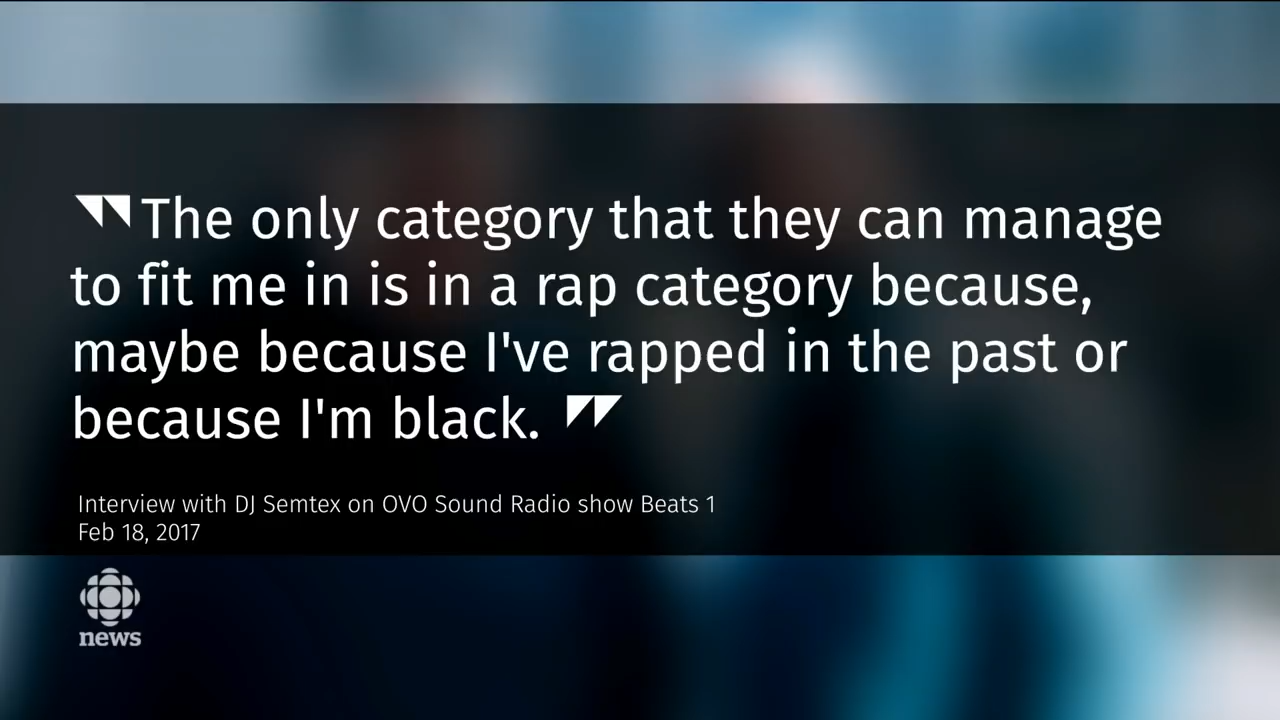 "The only category that they can manage
to fit me in is in a rap category because,
maybe because I've rapped in the past or
because I'm black. "
Interview with DJ Semtex on OVO Sound Radio show Beats 1
Feb 18, 2017
news